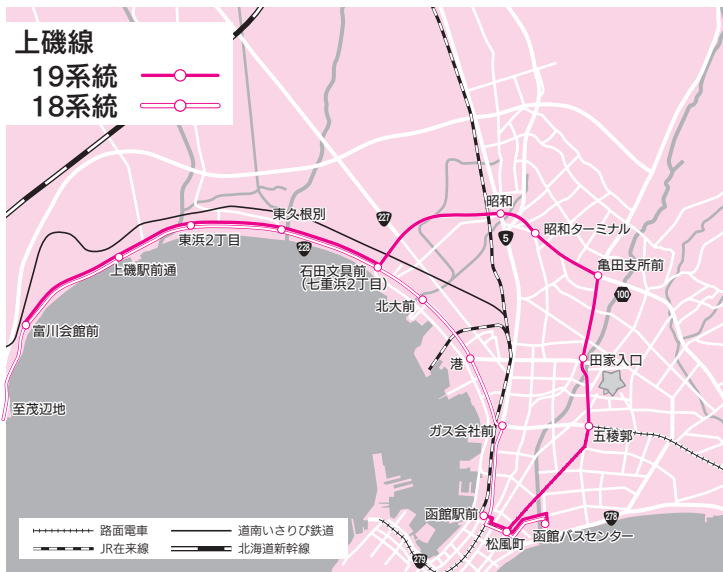 上磯線
19系統
18系統
昭和
227
東久根別
昭和ターミナル
5
東浜2丁目
228
上磯駅前通
石田文具前
(七重浜2丁目)
亀田支所前
100
北大前
富川会館前
港
田家入口
至茂辺地
ガス会社前
五稜郭
函館駅前
松風町
函館バスセンター
278
279
路面電車
道南いさりび鉄道
JR在来線
北海道新幹線